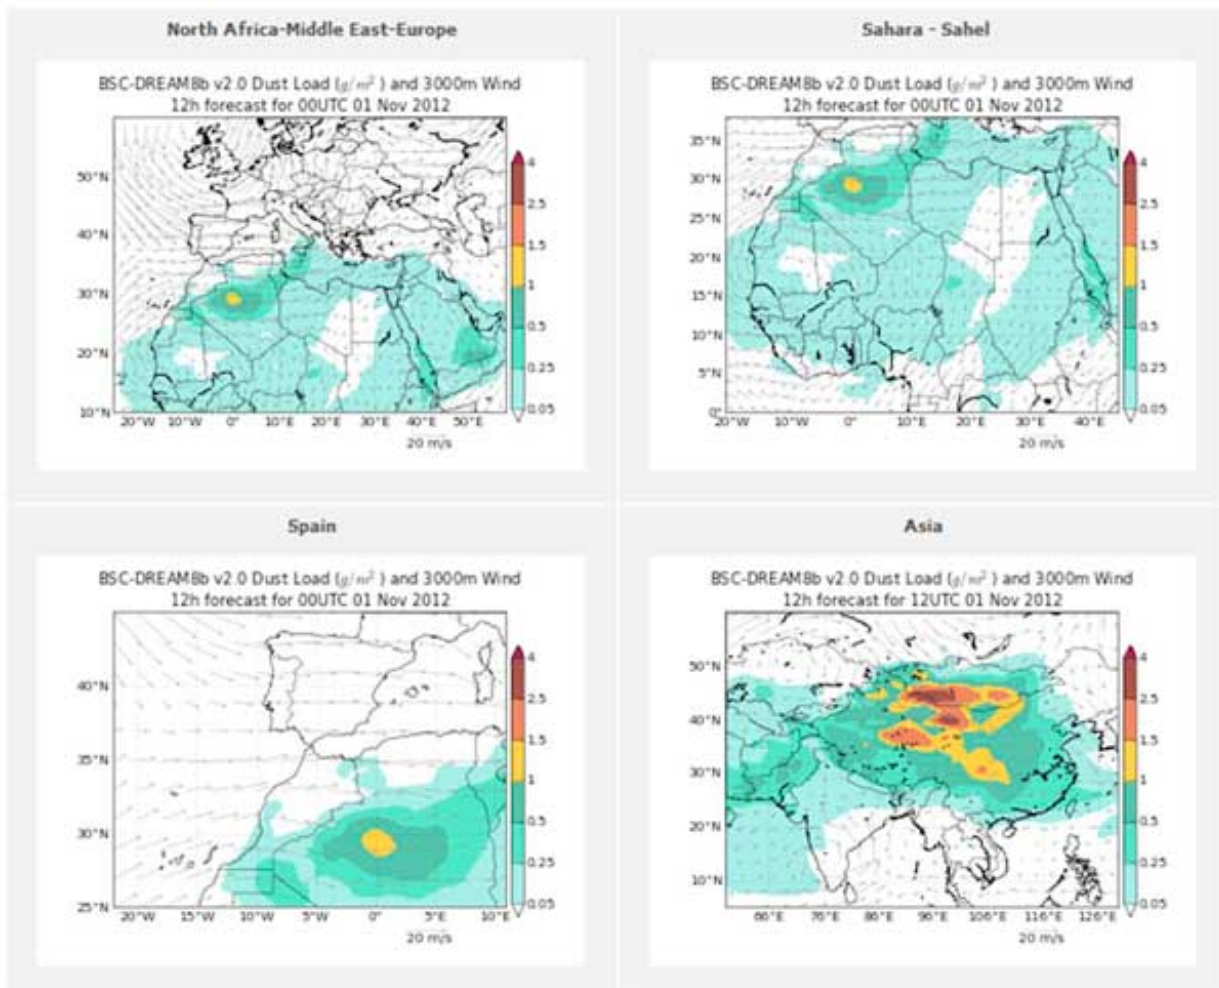 North Africa-Middle East-Europe
BSC-DREAM8b v2.0 Dust Load (g/m²) and 3000m Wind
12h forecast for 00UTC 01 Nov 2012
50°N
40°N
30°N
20°N
10°N
20°W 10°W 0° 10°E 20°E 30°E 40°E 50°E
20 m/s
4
2.5
1.5
1
0.5
0.25
0.05
Sahara - Sahel
BSC-DREAM8b v2.0 Dust Load (g/m²) and 3000m Wind
12h forecast for 00UTC 01 Nov 2012
35°N
30°N
25°N
20°N
15°N
10°N
5°N
0°
20°W 10°W 0° 10°E 20°E 30°E 40°E
20 m/s
4
2.5
1.5
1
0.5
0.25
0.05
Spain
BSC-DREAM8b v2.0 Dust Load (g/m²) and 3000m Wind
12h forecast for 00UTC 01 Nov 2012
40°N
35°N
30°N
25°N
20°W 15°W 10°W 5°W 0° 5°E 10°E
20 m/s
4
2.5
1.5
1
0.5
0.25
0.05
Asia
BSC-DREAM8b v2.0 Dust Load (g/m²) and 3000m Wind
12h forecast for 12UTC 01 Nov 2012
50°N
40°N
30°N
20°N
10°N
66°E 76°E 86°E 96°E 106°E 116°E 126°E
20 m/s
4
2.5
1.5
1
0.5
0.25
0.05